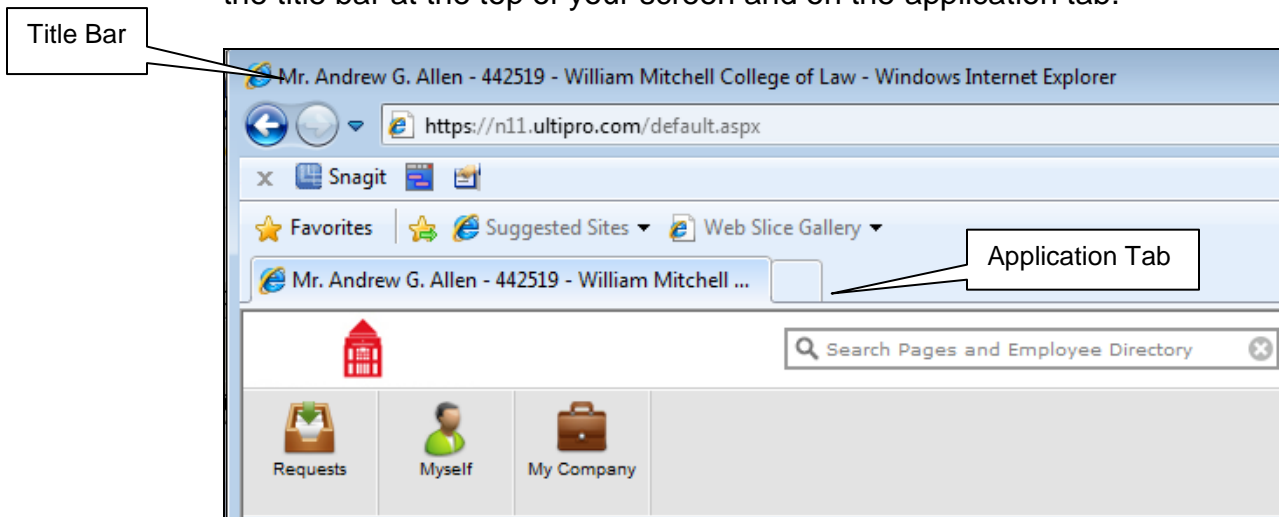 the title bar at the top of your screen and on the application tab.
Title Bar
Mr. Andrew G. Allen - 442519 - William Mitchell College of Law - Windows Internet Explorer
https://n11.ultipro.com/default.aspx
x Snagit
Favorites Suggested Sites Web Slice Gallery
Application Tab
Mr. Andrew G. Allen - 442519 - William Mitchell ...
Search Pages and Employee Directory
Requests Myself My Company